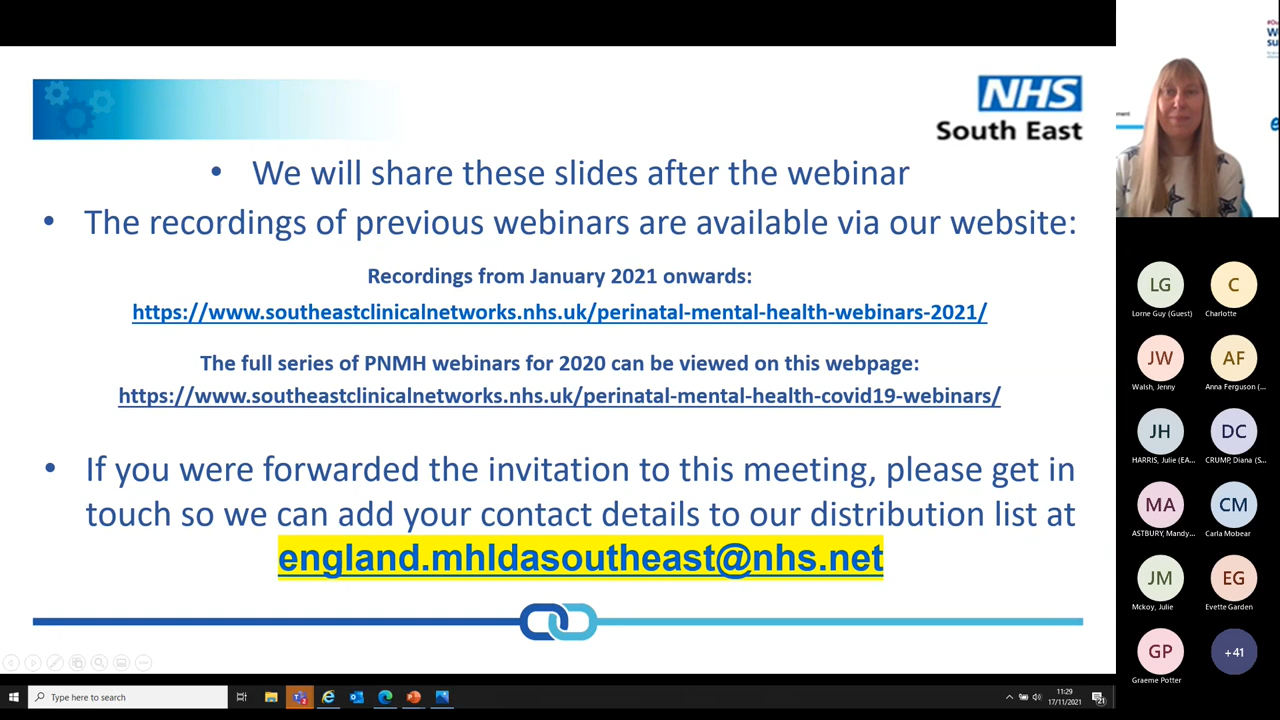 NHS
South East
• We will share these slides after the webinar
• The recordings of previous webinars are available via our website:
Recordings from January 2021 onwards:
https://www.southeastclinicalnetworks.nhs.uk/perinatal-mental-health-webinars-2021/
The full series of PNMH webinars for 2020 can be viewed on this webpage:
https://www.southeastclinicalnetworks.nhs.uk/perinatal-mental-health-covid19-webinars/
• If you were forwarded the invitation to this meeting, please get in
touch so we can add your contact details to our distribution list at
england.mhldasoutheast@nhs.net
LG
C
Lorne Guy (Guest)
Charlotte
JW
AF
Walsh, Jenny
Anna Ferguson (...
JH
DC
HARRIS, Julie (EA...
CRUMP, Diana (S...
MA
CM
ASTBURY, Mandy...
Carla Mobear
JM
EG
Mckoy, Julie
Evette Garden
GP
+41
Graeme Potter
Type here to search
11:29
17/11/2021
21